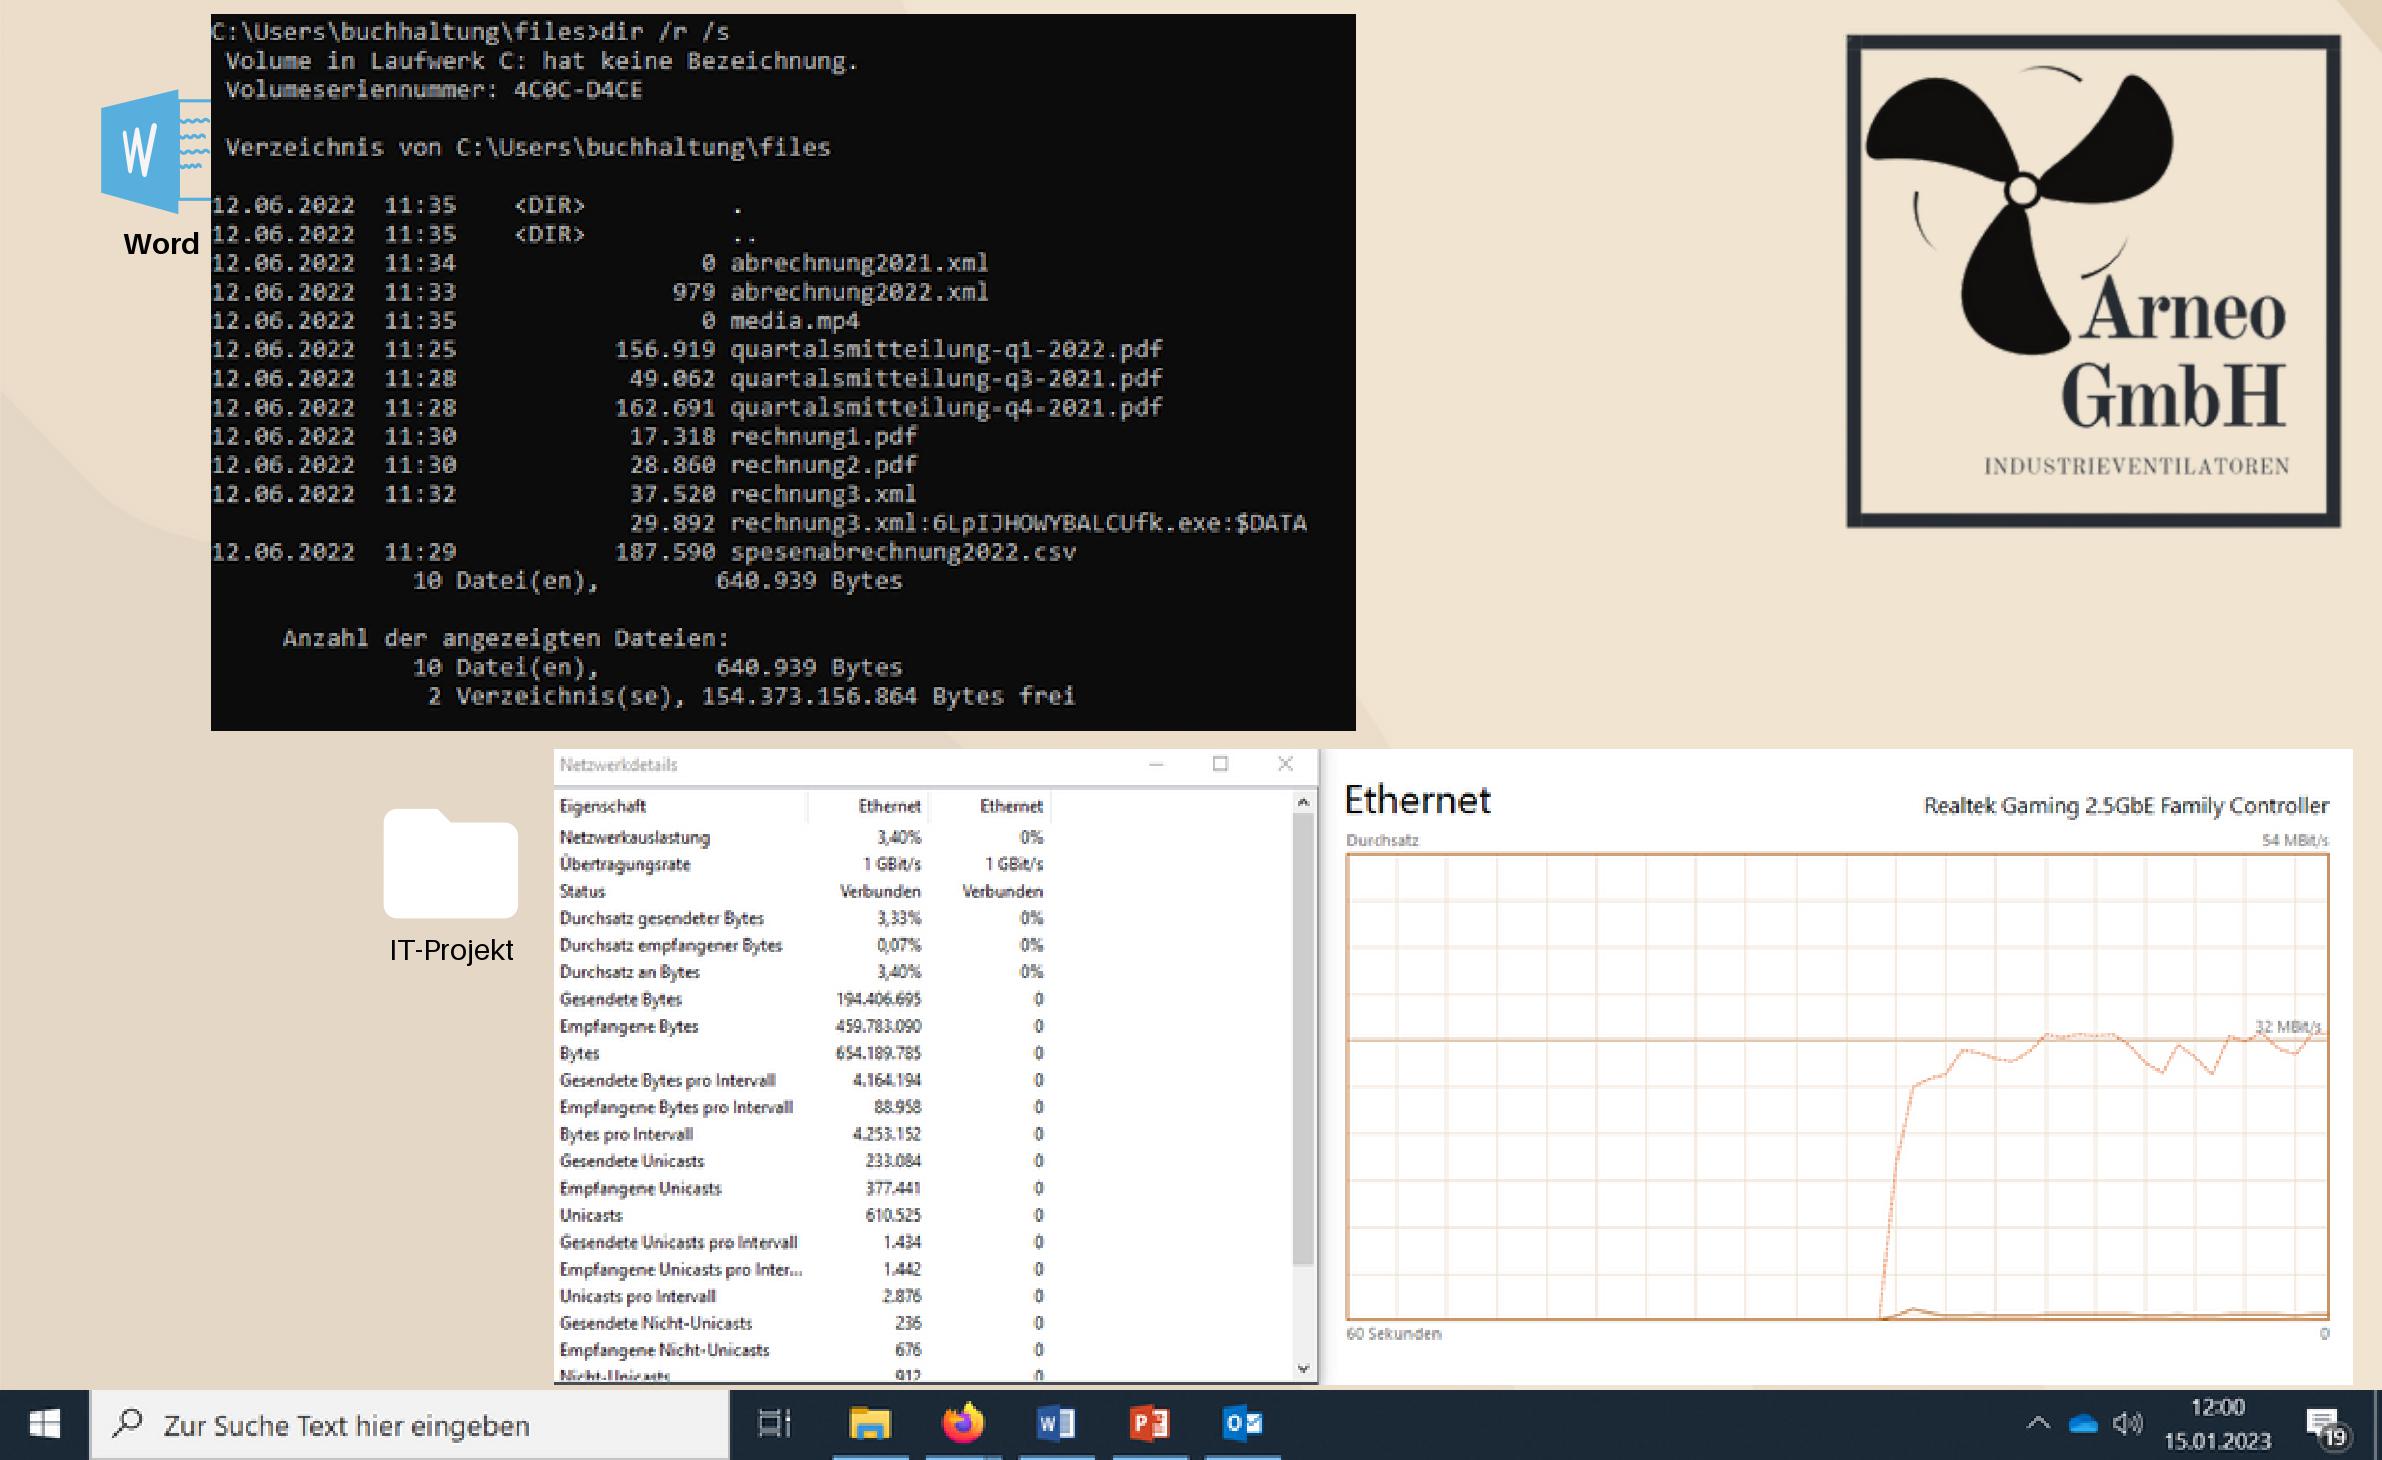 C:\Users\buchhaltung\files>dir /r /s
Volume in Laufwerk C: hat keine Bezeichnung.
Volumeseriennummer: 4C0C-D4CE
Verzeichnis von C:\Users\buchhaltung\files
12.06.2022 11:35 <DIR> .
12.06.2022 11:35 <DIR> ..
12.06.2022 11:34 0 abrechnung2021.xml
12.06.2022 11:33 979 abrechnung2022.xml
12.06.2022 11:35 0 media.mp4
12.06.2022 11:25 156.919 quartalsmitteilung-q1-2022.pdf
12.06.2022 11:28 49.062 quartalsmitteilung-q3-2021.pdf
12.06.2022 11:28 162.691 quartalsmitteilung-q4-2021.pdf
12.06.2022 11:30 17.318 rechnung1.pdf
12.06.2022 11:30 28.860 rechnung2.pdf
12.06.2022 11:32 37.520 rechnung3.xml
29.892 rechnung3.xml:6LpIJHOWYBALCUfk.exe:$DATA
12.06.2022 11:29 187.590 spesenabrechnung2022.csv
10 Datei(en), 640.939 Bytes
Anzahl der angezeigten Dateien:
10 Datei(en), 640.939 Bytes
2 Verzeichnis(se), 154.373.156.864 Bytes frei
W
Word
Arneo
GmbH
INDUSTRIEVENTILATOREN
IT-Projekt
Netzwerkdetails
Eigenschaft Ethernet Ethernet
Netzwerkauslastung 3,40% 0%
Übertragungsrate 1 GBit/s 1 GBit/s
Status Verbunden Verbunden
Durchsatz gesendeter Bytes 3,33% 0%
Durchsatz empfangener Bytes 0,07% 0%
Durchsatz an Bytes 3,40% 0%
Gesendete Bytes 194.406.695 0
Empfangene Bytes 459.783.090 0
Bytes 654.189.785 0
Gesendete Bytes pro Intervall 4.164.194 0
Empfangene Bytes pro Intervall 88.958 0
Bytes pro Intervall 4.253.152 0
Gesendete Unicasts 233.084 0
Empfangene Unicasts 377.441 0
Unicasts 610.525 0
Gesendete Unicasts pro Intervall 1.434 0
Empfangene Unicasts pro Inter... 1.442 0
Unicasts pro Intervall 2.876 0
Gesendete Nicht-Unicasts 236 0
Empfangene Nicht-Unicasts 676 0
Nicht-Unicasts 912 0
Ethernet Realtek Gaming 2.5GbE Family Controller
Durchsatz 54 MBit/s
32 MBit/s
60 Sekunden 0
Zur Suche Text hier eingeben
W
P
O
12:00
15.01.2023
19